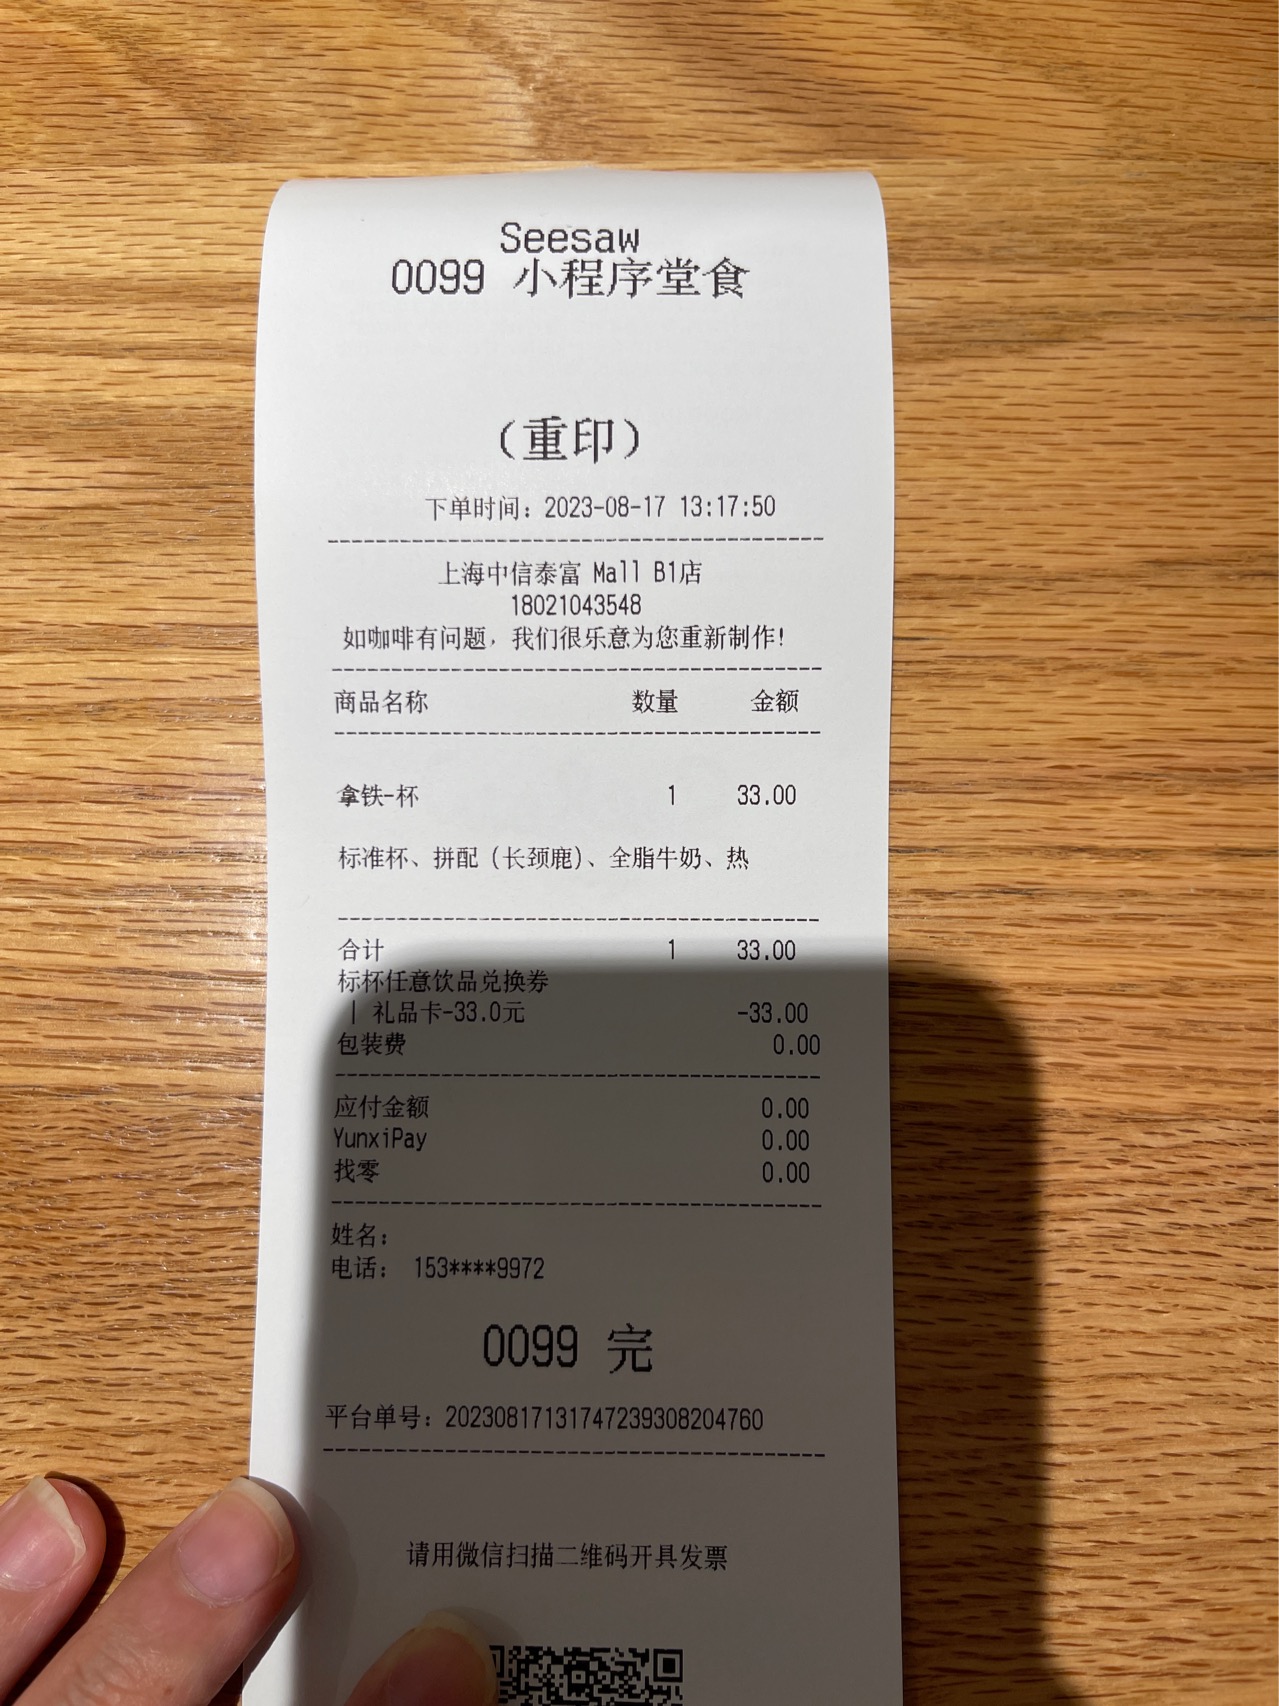 Seesaw
0099 小程序堂食
（重印）
下单时间：2023-08-17 13:17:50
上海中信泰富 Mall B1店
18021043548
如咖啡有问题，我们很乐意为您重新制作！
商品名称 数量 金额
拿铁-杯 1 33.00
标准杯、拼配（长颈鹿）、全脂牛奶、热
合计 1 33.00
标杯任意饮品兑换券
| 礼品卡-33.0元 -33.00
包装费 0.00
应付金额 0.00
YunxiPay 0.00
找零 0.00
姓名：
电话： 153****9972
0099 完
平台单号：202308171317472393082047​60
请用微信扫描二维码开具发票